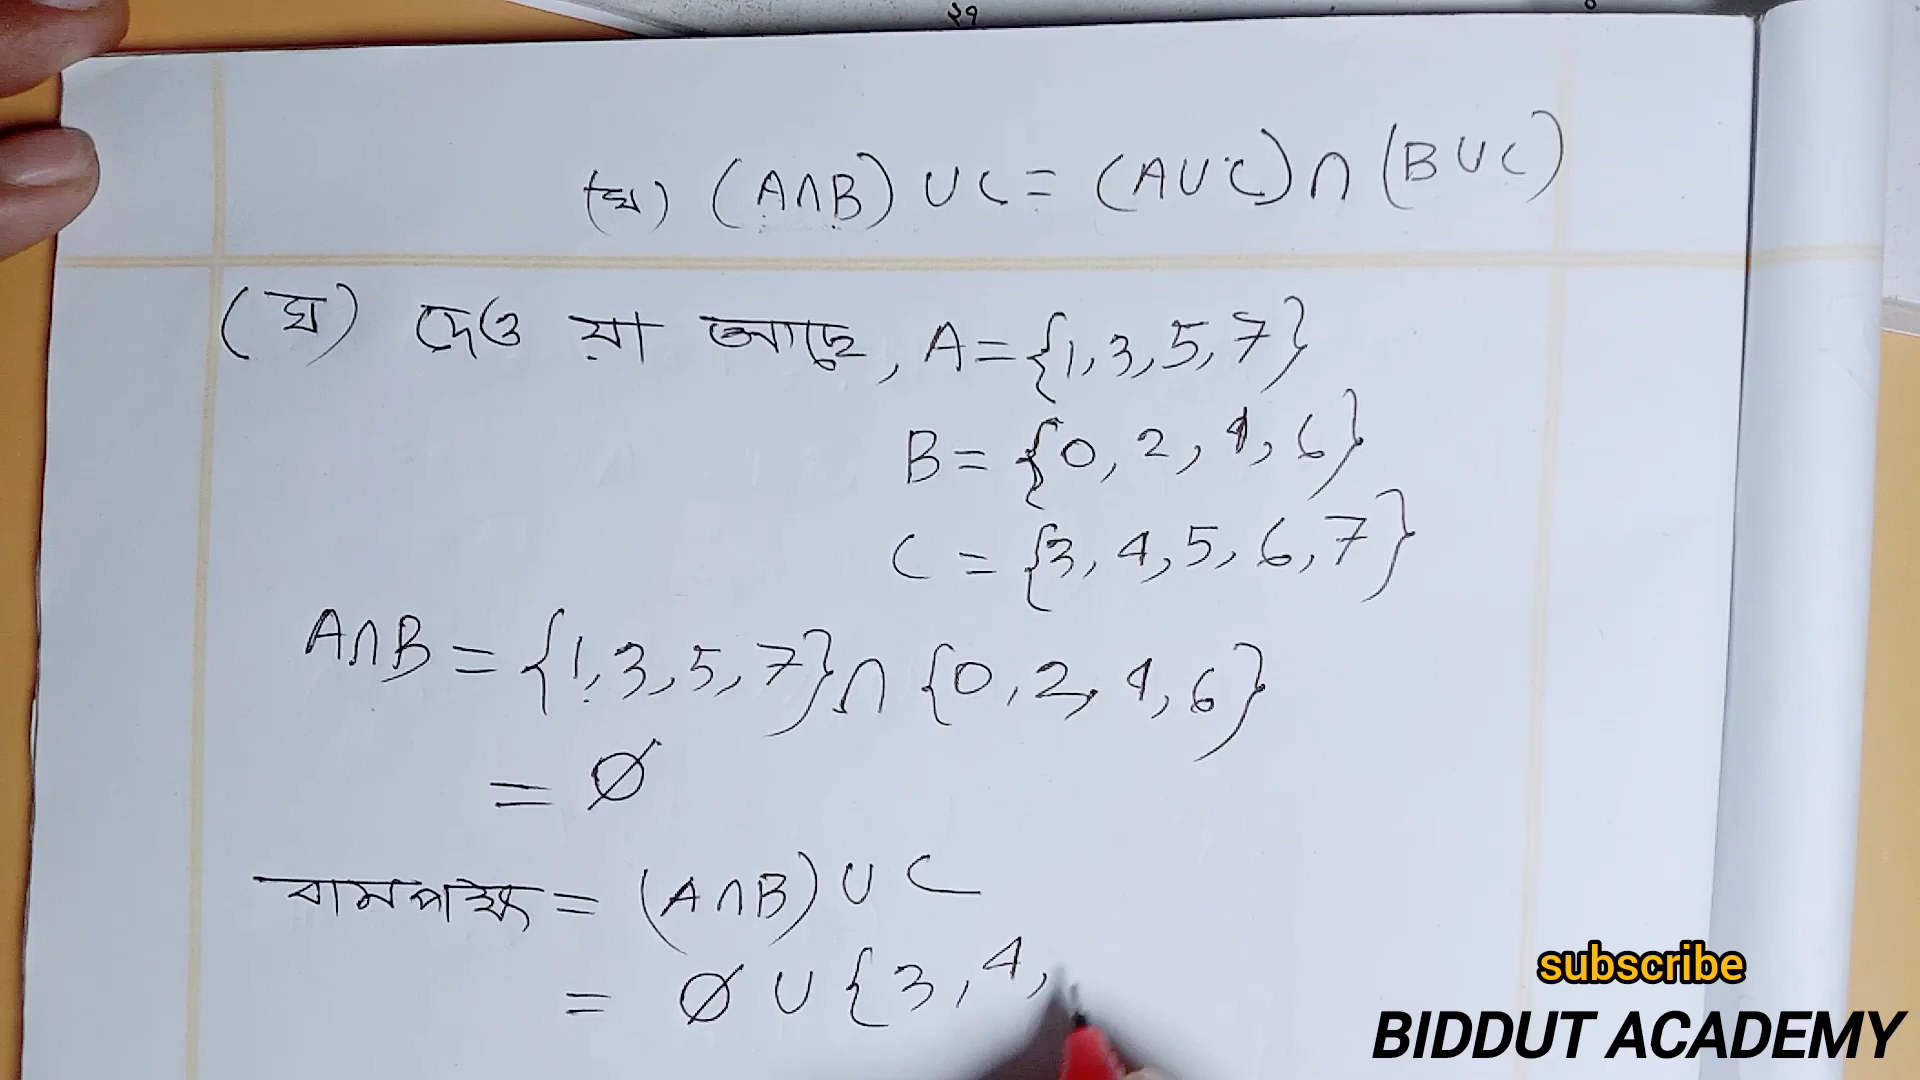 ২৭
(ঘ) (A∩B) ∪ C = (A∪C) ∩ (B∪C)
(ঘ) দেওয়া আছে, A = {1, 3, 5, 7}
B = {0, 2, 4, 6}
C = {3, 4, 5, 6, 7}
A∩B = {1, 3, 5, 7} ∩ {0, 2, 4, 6}
= ∅
বামপক্ষ = (A∩B) ∪ C
= ∅ ∪ {3, 4,
subscribe
BIDDUT ACADEMY